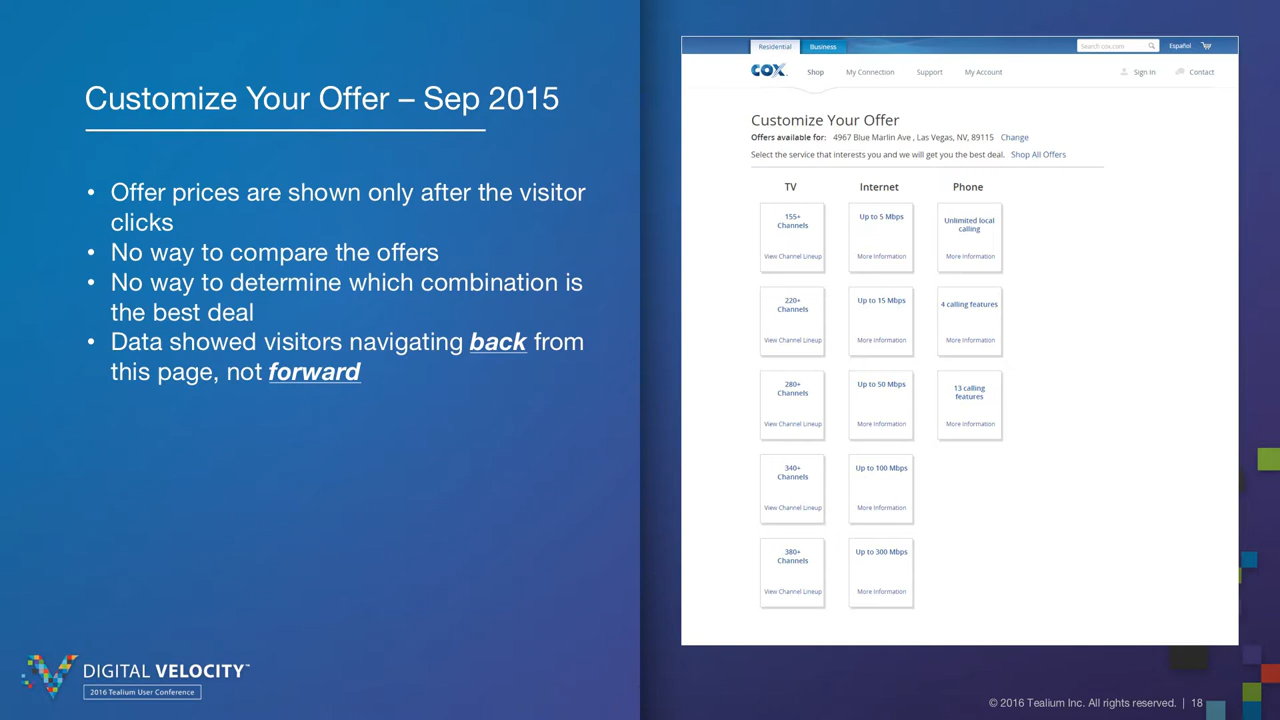 Customize Your Offer – Sep 2015
• Offer prices are shown only after the visitor
clicks
• No way to compare the offers
• No way to determine which combination is
the best deal
• Data showed visitors navigating back from
this page, not forward
DIGITAL VELOCITY™
2016 Tealium User Conference
Residential
Business
Search cox.com
Español
COX
Shop
My Connection
Support
My Account
Sign In
Contact
Customize Your Offer
Offers available for: 4967 Blue Marlin Ave , Las Vegas, NV, 89115 Change
Select the service that interests you and we will get you the best deal. Shop All Offers
TV
Internet
Phone
155+
Channels
View Channel Lineup
Up to 5 Mbps
More Information
Unlimited local
calling
More Information
220+
Channels
View Channel Lineup
Up to 15 Mbps
More Information
4 calling features
More Information
280+
Channels
View Channel Lineup
Up to 50 Mbps
More Information
13 calling
features
More Information
340+
Channels
View Channel Lineup
Up to 100 Mbps
More Information
380+
Channels
View Channel Lineup
Up to 300 Mbps
More Information
© 2016 Tealium Inc. All rights reserved. | 18